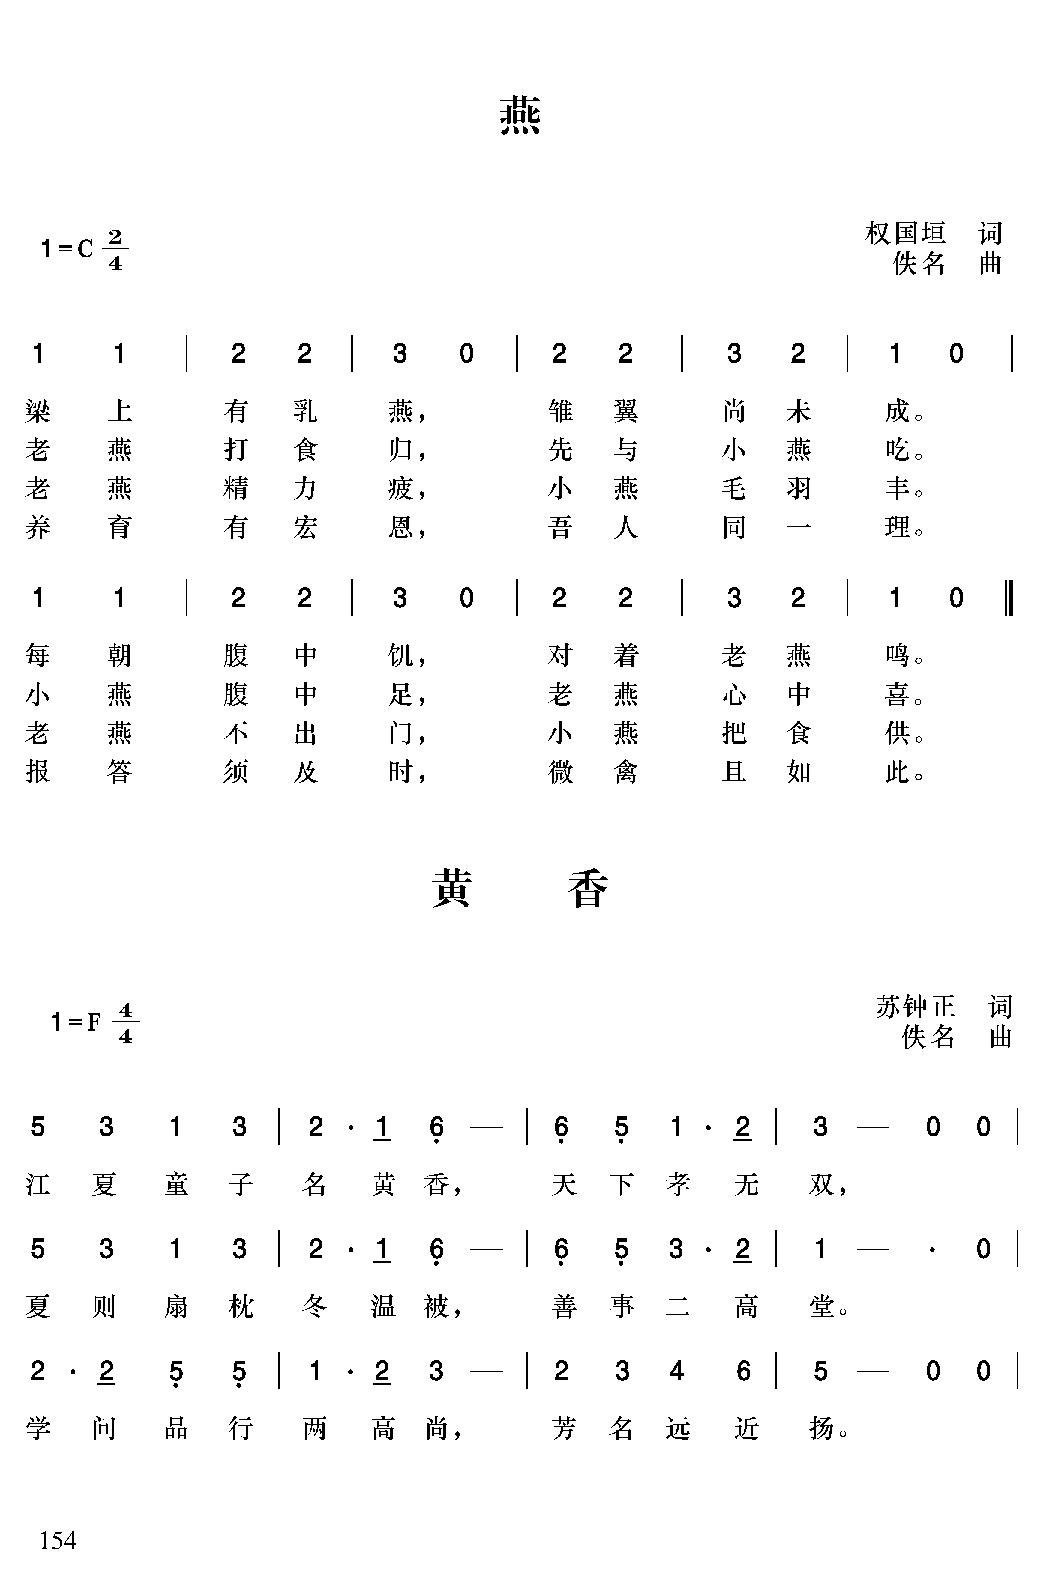 燕
1=C 2/4
权国垣 词
佚名 曲
1 1 | 2 2 | 3 0 | 2 2 | 3 2 | 1 0 |
梁上有乳燕，雏翼尚未成。
老燕打食归，先与小燕吃。
老燕精力疲，小燕毛羽丰。
养育有宏恩，吾人同一理。
1 1 | 2 2 | 3 0 | 2 2 | 3 2 | 1 0 ‖
每朝腹中饥，对着老燕鸣。
小燕腹中足，老燕心中喜。
老燕不出门，小燕把食供。
报答须及时，微禽且如此。
黄 香
1=F 4/4
苏钟正 词
佚名 曲
5 3 1 3 | 2 · 1 6 — | 6 5 1 · 2 | 3 — 0 0 |
江夏童子名黄香，天下孝无双，
5 3 1 3 | 2 · 1 6 — | 6 5 3 · 2 | 1 — · 0 |
夏则扇枕冬温被，善事二高堂。
2 · 2 5 5 | 1 · 2 3 — | 2 3 4 6 | 5 — 0 0 |
学问品行两高尚，芳名远近扬。
154